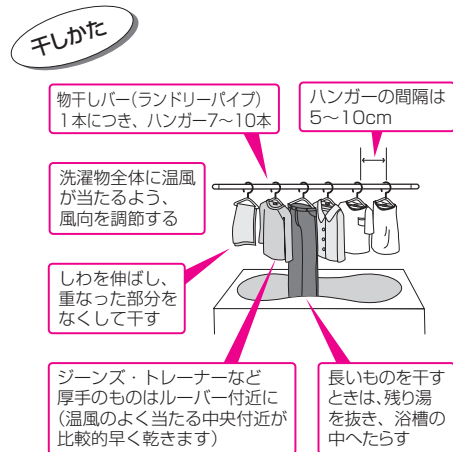 干しかた
物干しバー(ランドリーパイプ)
1本につき、ハンガー7~10本
ハンガーの間隔は
5~10cm
洗濯物全体に温風
が当たるよう、
風向を調節する
しわを伸ばし、
重なった部分を
なくして干す
ジーンズ・トレーナーなど
厚手のものはルーバー付近に
(温風のよく当たる中央付近が
比較的早く乾きます)
長いものを干す
ときは、残り湯
を抜き、浴槽の
中へたらす